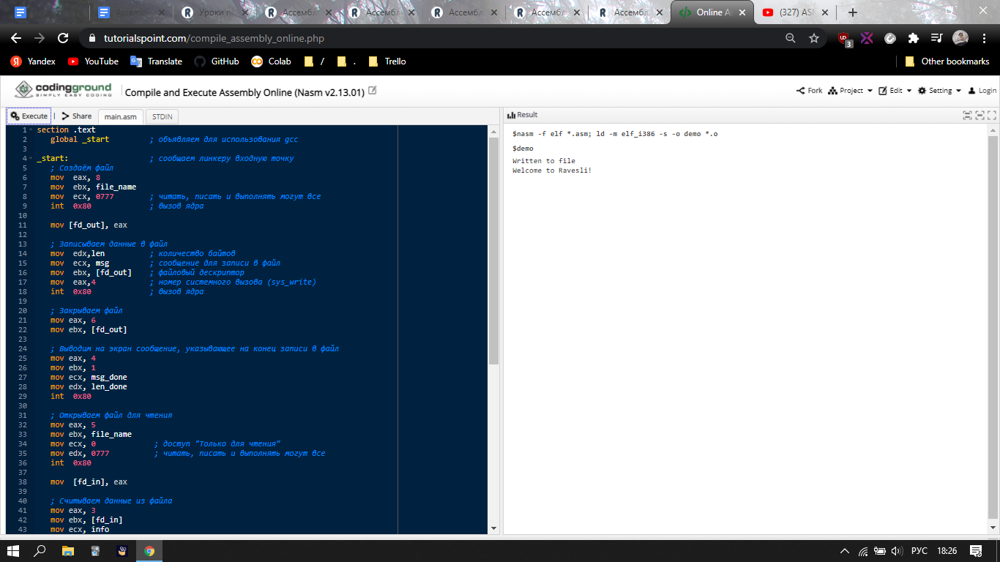 Assembl
Уроки по
Ассембл
Ассембл
Ассембл
Ассембл
Ассембл
Online As
(327) ASM
tutorialspoint.com/compile_assembly_online.php
3
Yandex YouTube Translate GitHub Colab / . Trello Other bookmarks
codingground
SIMPLY EASY CODING
Compile and Execute Assembly Online (Nasm v2.13.01)
Fork Project Edit Setting Login
Execute | Share main.asm STDIN
1 section .text
2 global _start ; объявляем для использования gcc
3
4 _start: ; сообщаем линкеру входную точку
5 ; Создаём файл
6 mov eax, 8
7 mov ebx, file_name
8 mov ecx, 0777 ; читать, писать и выполнять могут все
9 int 0x80 ; вызов ядра
10
11 mov [fd_out], eax
12
13 ; Записываем данные в файл
14 mov edx,len ; количество байтов
15 mov ecx, msg ; сообщение для записи в файл
16 mov ebx, [fd_out] ; файловый дескриптор
17 mov eax,4 ; номер системного вызова (sys_write)
18 int 0x80 ; вызов ядра
19
20 ; Закрываем файл
21 mov eax, 6
22 mov ebx, [fd_out]
23
24 ; Выводим на экран сообщение, указывающее на конец записи в файл
25 mov eax, 4
26 mov ebx, 1
27 mov ecx, msg_done
28 mov edx, len_done
29 int 0x80
30
31 ; Открываем файл для чтения
32 mov eax, 5
33 mov ebx, file_name
34 mov ecx, 0 ; доступ "Только для чтения"
35 mov edx, 0777 ; читать, писать и выполнять могут все
36 int 0x80
37
38 mov [fd_in], eax
39
40 ; Считываем данные из файла
41 mov eax, 3
42 mov ebx, [fd_in]
43 mov ecx, info
Result
$nasm -f elf *.asm; ld -m elf_i386 -s -o demo *.o
$demo
Written to file
Welcome to Ravesli!
РУС 18:26